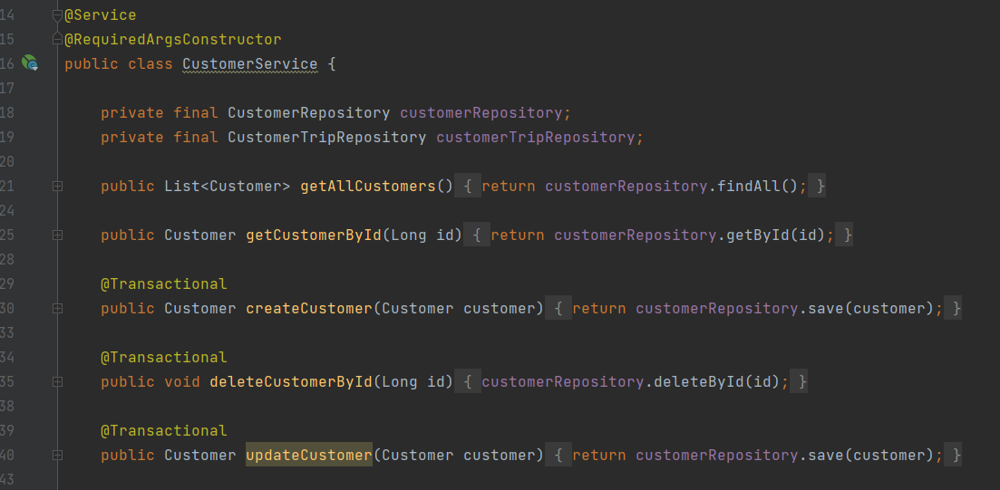 14 @Service
15 @RequiredArgsConstructor
16 public class CustomerService {
17
18 private final CustomerRepository customerRepository;
19 private final CustomerTripRepository customerTripRepository;
20
21 public List<Customer> getAllCustomers() { return customerRepository.findAll(); }
24
25 public Customer getCustomerById(Long id) { return customerRepository.getById(id); }
28
29 @Transactional
30 public Customer createCustomer(Customer customer) { return customerRepository.save(customer); }
33
34 @Transactional
35 public void deleteCustomerById(Long id) { customerRepository.deleteById(id); }
38
39 @Transactional
40 public Customer updateCustomer(Customer customer) { return customerRepository.save(customer); }
43